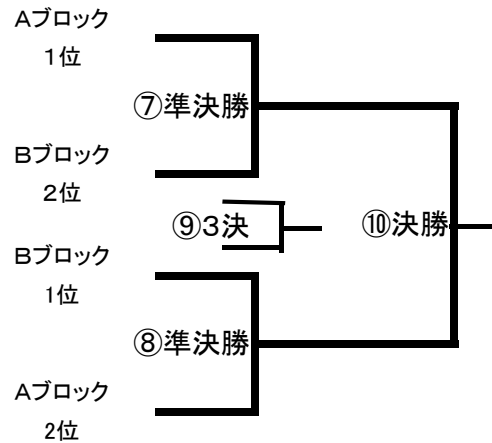 Aブロック
1位
⑦準決勝
Bブロック
2位
⑨3決
⑩決勝
Bブロック
1位
⑧準決勝
Aブロック
2位